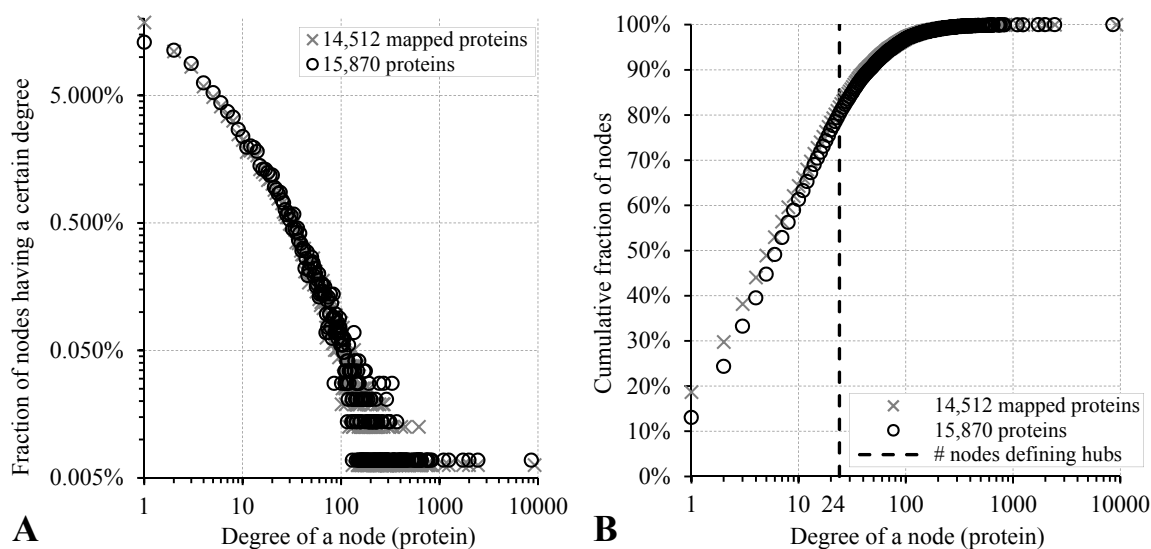 14,512 mapped proteins
15,870 proteins
Fraction of nodes having a certain degree
5.000%
0.500%
0.050%
0.005%
1
10
100
1000
10000
Degree of a node (protein)
A
Cumulative fraction of nodes
100%
90%
80%
70%
60%
50%
40%
30%
20%
10%
0%
14,512 mapped proteins
15,870 proteins
# nodes defining hubs
1
10
24
100
1000
10000
Degree of a node (protein)
B